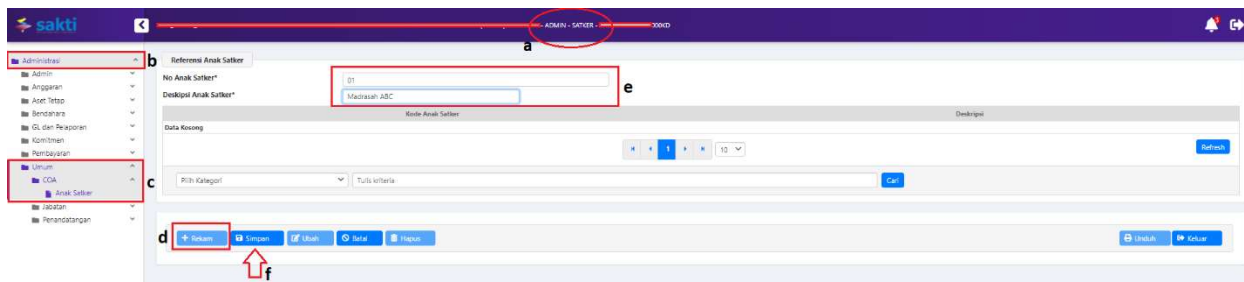 sakti
- ADMIN - SATKER -
000KD
a
b
Administrasi
Admin
Anggaran
Aset Tetap
Bendahara
GL dan Pelaporan
Komitmen
Pembayaran
Umum
COA
Anak Satker
Jabatan
Penandatangan
c
Referensi Anak Satker
No Anak Satker*
01
Deskipsi Anak Satker*
Madrasah ABC
e
Kode Anak Satker Deskripsi
Data Kosong
1 10 Refresh
Pilih Kategori Tulis kriteria Cari
d
Rekam Simpan Ubah Batal Hapus Unduh Keluar
f